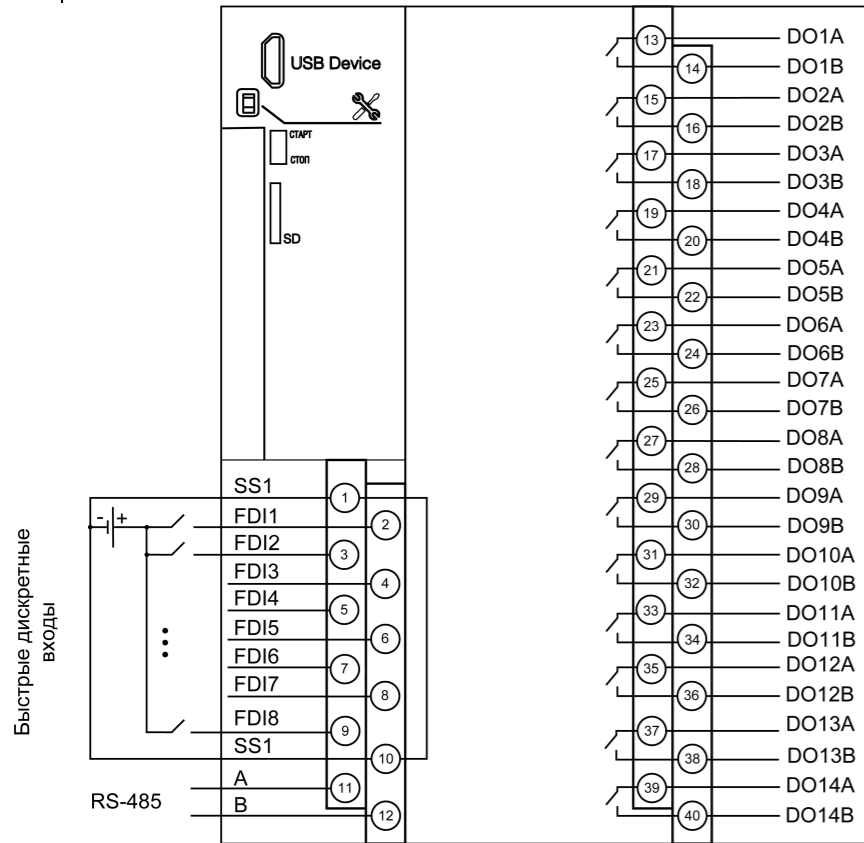 USB Device
СТАРТ
СТОП
SD
Быстрые дискретные
входы
- +
SS1
1
FDI1
2
FDI2
3
FDI3
4
FDI4
5
FDI5
6
FDI6
7
FDI7
8
FDI8
9
SS1
10
RS-485
A
11
B
12
13 DO1A
14 DO1B
15 DO2A
16 DO2B
17 DO3A
18 DO3B
19 DO4A
20 DO4B
21 DO5A
22 DO5B
23 DO6A
24 DO6B
25 DO7A
26 DO7B
27 DO8A
28 DO8B
29 DO9A
30 DO9B
31 DO10A
32 DO10B
33 DO11A
34 DO11B
35 DO12A
36 DO12B
37 DO13A
38 DO13B
39 DO14A
40 DO14B